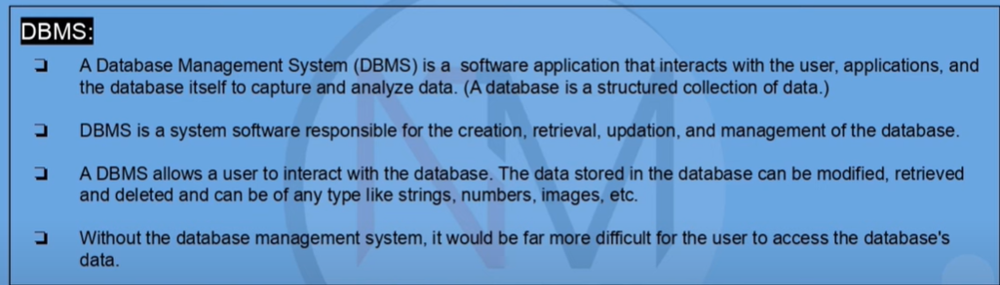 DBMS:
❑ A Database Management System (DBMS) is a software application that interacts with the user, applications, and
the database itself to capture and analyze data. (A database is a structured collection of data.)
❑ DBMS is a system software responsible for the creation, retrieval, updation, and management of the database.
❑ A DBMS allows a user to interact with the database. The data stored in the database can be modified, retrieved
and deleted and can be of any type like strings, numbers, images, etc.
❑ Without the database management system, it would be far more difficult for the user to access the database's
data.